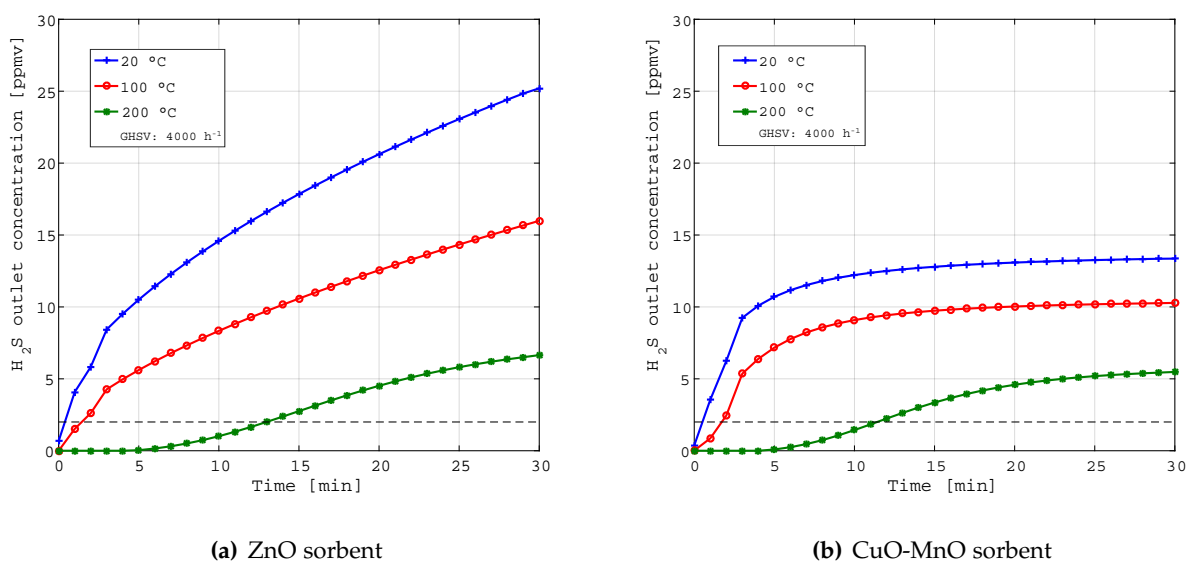 30
25
20
15
10
5
0
H2S outlet concentration [ppmv]
20 °C
100 °C
200 °C
GHSV: 4000 h-1
0 5 10 15 20 25 30
Time [min]
(a) ZnO sorbent
30
25
20
15
10
5
0
H2S outlet concentration [ppmv]
20 °C
100 °C
200 °C
GHSV: 4000 h-1
0 5 10 15 20 25 30
Time [min]
(b) CuO-MnO sorbent